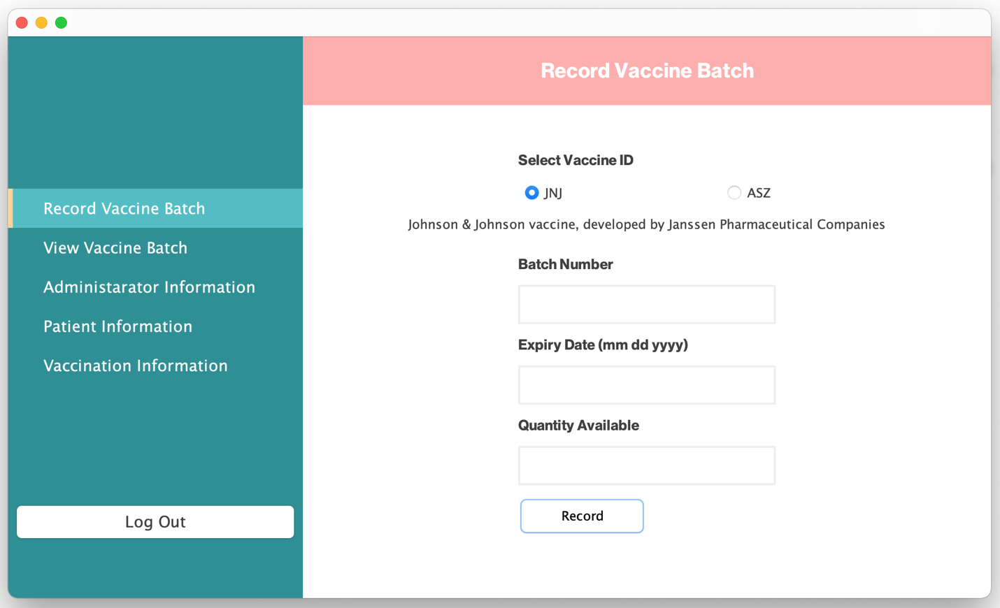 Record Vaccine Batch
Record Vaccine Batch
View Vaccine Batch
Administarator Information
Patient Information
Vaccination Information
Log Out
Select Vaccine ID
JNJ
ASZ
Johnson & Johnson vaccine, developed by Janssen Pharmaceutical Companies
Batch Number
Expiry Date (mm dd yyyy)
Quantity Available
Record